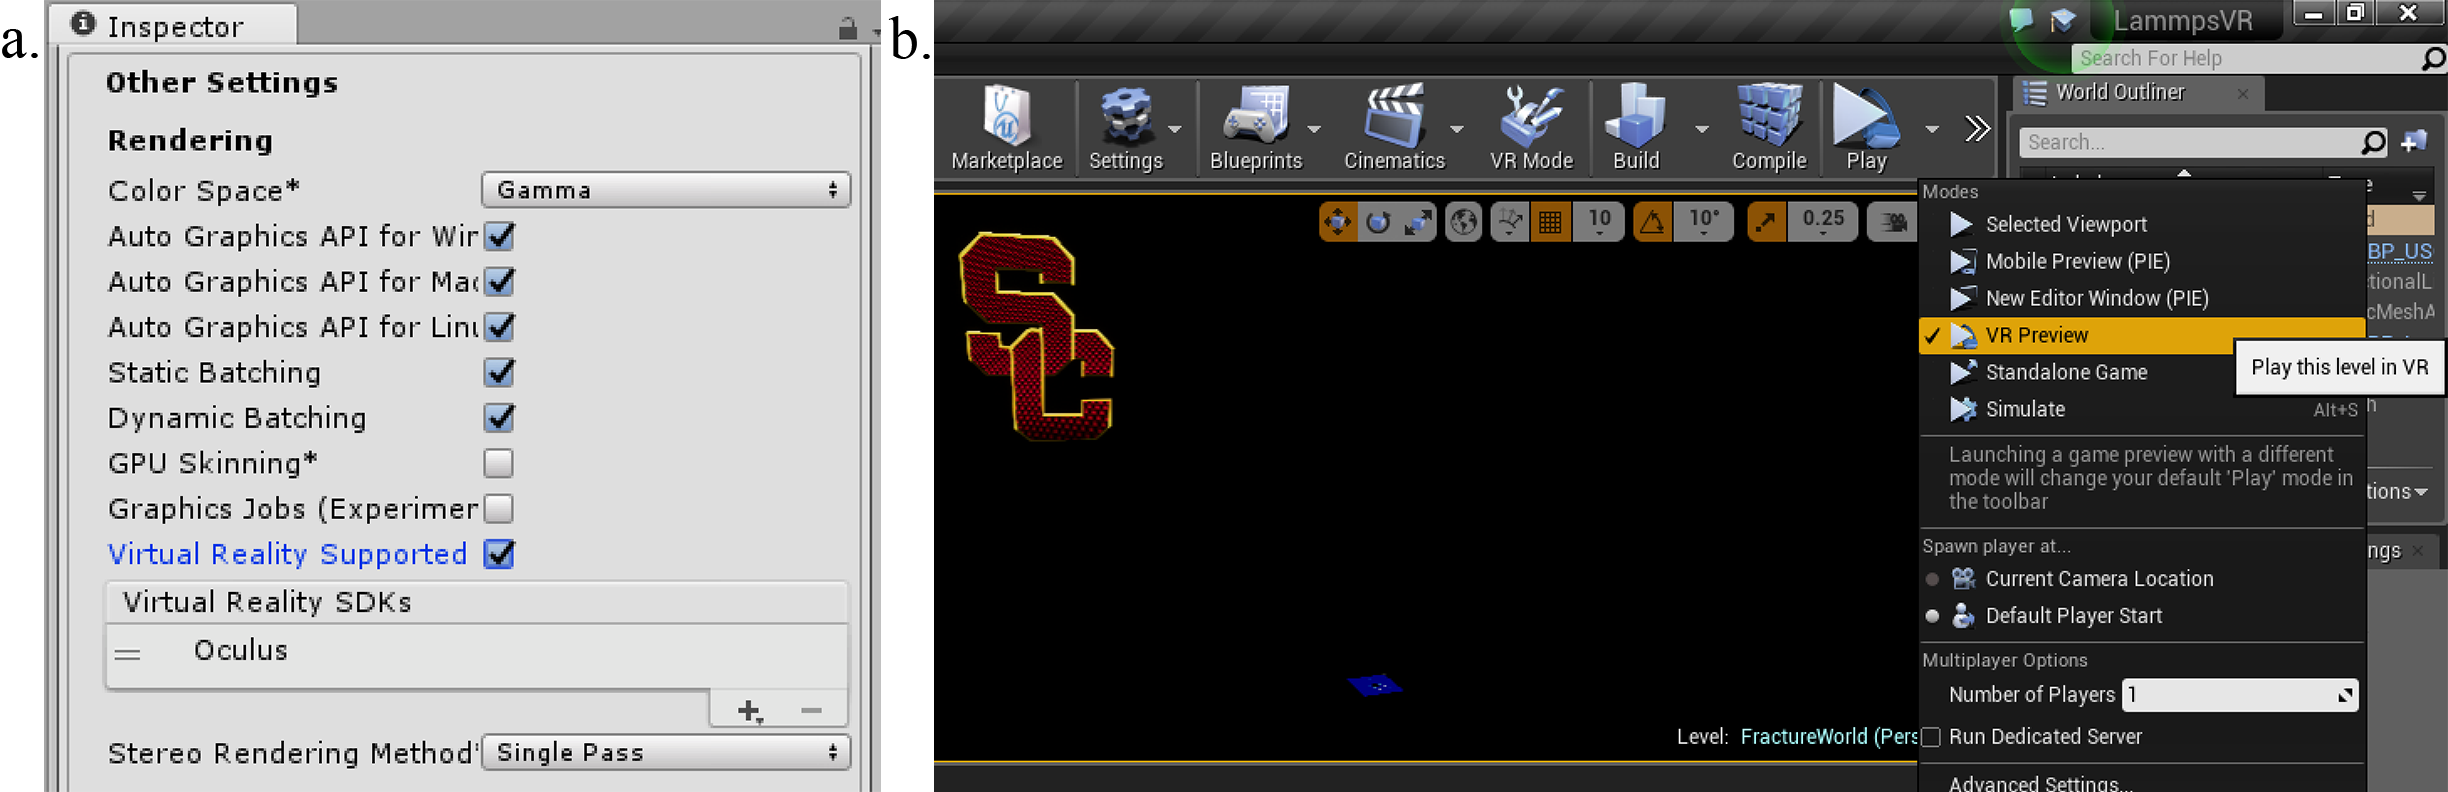 a.
Inspector
Other Settings
Rendering
Color Space*
Gamma
Auto Graphics API for Win
Auto Graphics API for Mac
Auto Graphics API for Linu
Static Batching
Dynamic Batching
GPU Skinning*
Graphics Jobs (Experimen
Virtual Reality Supported
Virtual Reality SDKs
Oculus
Stereo Rendering Method*
Single Pass
b.
LammpsVR
Search For Help
Marketplace
Settings
Blueprints
Cinematics
VR Mode
Build
Compile
Play
World Outliner
Search...
10
10°
0.25
SC
Modes
Selected Viewport
Mobile Preview (PIE)
New Editor Window (PIE)
VR Preview
Play this level in VR
Standalone Game
Simulate Alt+S
Launching a game preview with a different
mode will change your default 'Play' mode in
the toolbar
Spawn player at...
Current Camera Location
Default Player Start
Multiplayer Options
Number of Players 1
Run Dedicated Server
Advanced Settings...
Level: FractureWorld (Pers
BP_US
tionalL
cMeshA
tions
ngs